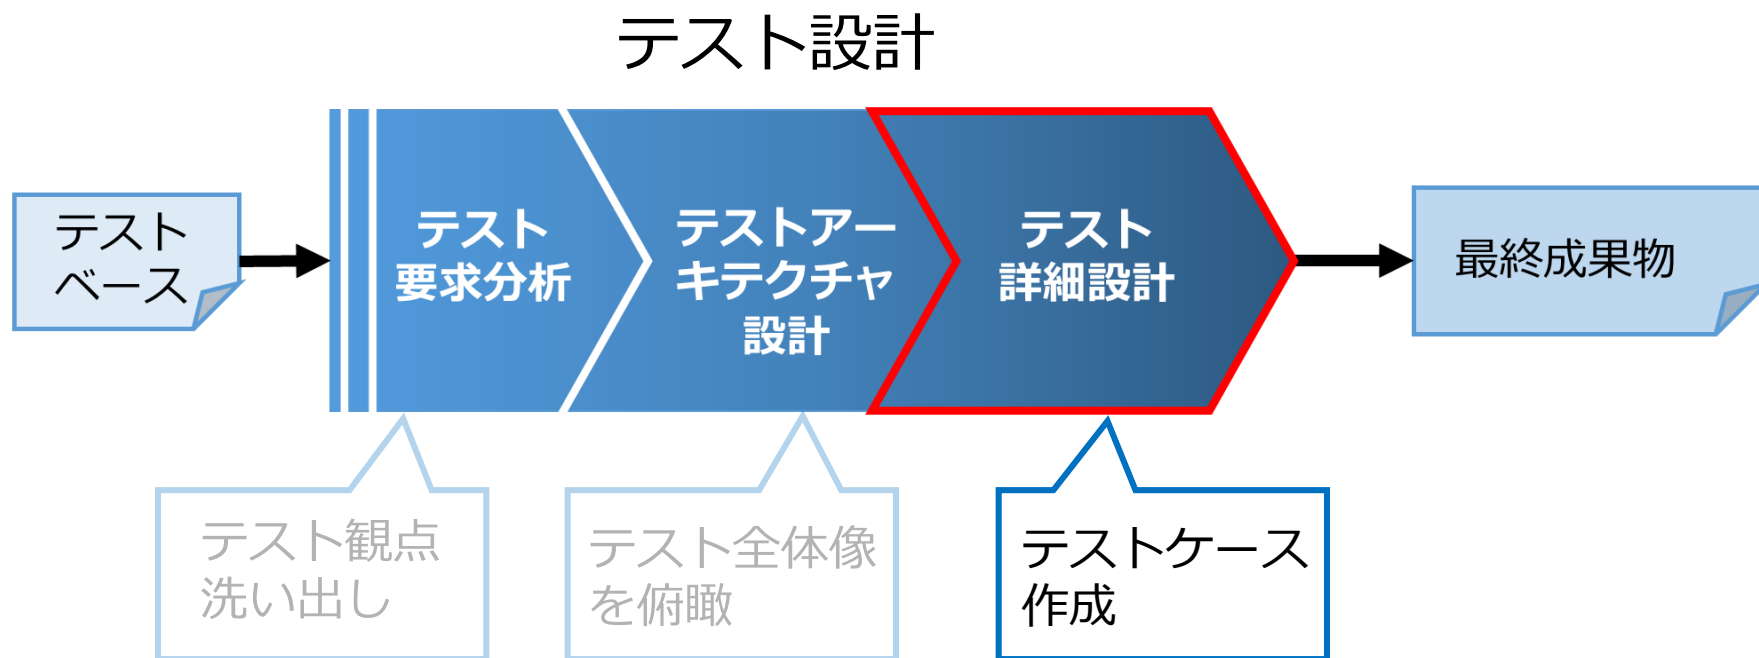 テスト設計
テスト
ベース
テスト
要求分析
テストアー
キテクチャ
設計
テスト
詳細設計
最終成果物
テスト観点
洗い出し
テスト全体像
を俯瞰
テストケース
作成